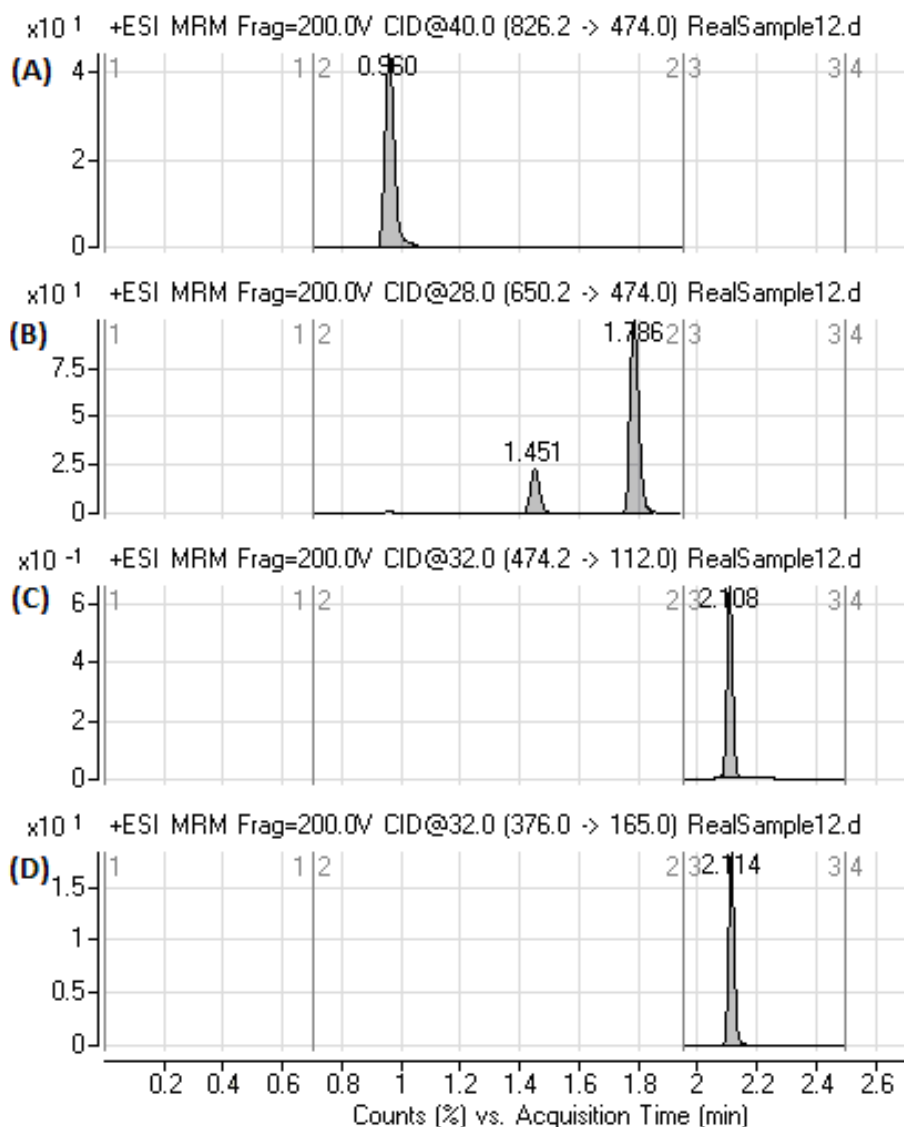 x10 1 +ESI MRM Frag=200.0V CID@40.0 (826.2 -> 474.0) RealSample12.d
(A) 1 1 2 0.960 2 3 3 4
4
2
0
x10 1 +ESI MRM Frag=200.0V CID@28.0 (650.2 -> 474.0) RealSample12.d
(B) 1 1 2 1.786 2 3 3 4
7.5
5
1.451
2.5
0
x10 -1 +ESI MRM Frag=200.0V CID@32.0 (474.2 -> 112.0) RealSample12.d
(C) 1 1 2 2 3 2.108 3 4
6
4
2
0
x10 1 +ESI MRM Frag=200.0V CID@32.0 (376.0 -> 165.0) RealSample12.d
(D) 1 1 2 2 3 2.114 3 4
1.5
1
0.5
0
0.2 0.4 0.6 0.8 1 1.2 1.4 1.6 1.8 2 2.2 2.4 2.6
Counts (%) vs. Acquisition Time (min)